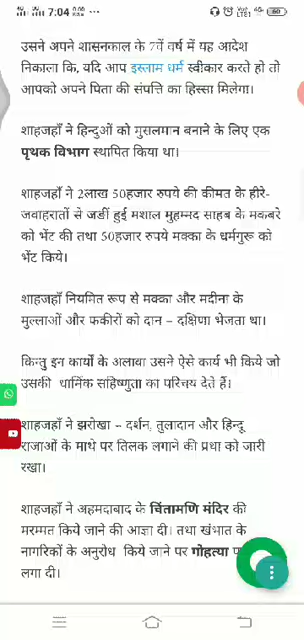 7:04
60
उसने अपने शासनकाल के 7वें वर्ष में यह आदेश
निकाला कि, यदि आप इस्लाम धर्म स्वीकार करते हो तो
आपको अपने पिता की संपत्ति का हिस्सा मिलेगा।
शाहजहाँ ने हिन्दुओं को मुसलमान बनाने के लिए एक
पृथक विभाग स्थापित किया था।
शाहजहाँ ने 2लाख 50हजार रुपये की कीमत के हीरे-
जवाहरातों से जडीं हुई मशाल मुहम्मद साहब के मकबरे
को भेंट की तथा 50हजार रुपये मक्का के धर्मगुरू को
भेंट किये।
शाहजहाँ नियमित रूप से मक्का और मदीना के
मुल्लाओं और फकीरों को दान – दक्षिणा भेजता था।
किन्तु इन कार्यों के अलावा उसने ऐसे कार्य भी किये जो
उसकी धार्मिक सहिष्णुता का परिचय देते हैं।
शाहजहाँ ने झरोखा – दर्शन, तुलादान और हिन्दू
राजाओं के माथे पर तिलक लगाने की प्रथा को जारी
रखा।
शाहजहाँ ने अहमदाबाद के चिंतामणि मंदिर की
मरम्मत किये जाने की आज्ञा दी। तथा खंभात के
नागरिकों के अनुरोध किये जाने पर गोहत्या
लगा दी।